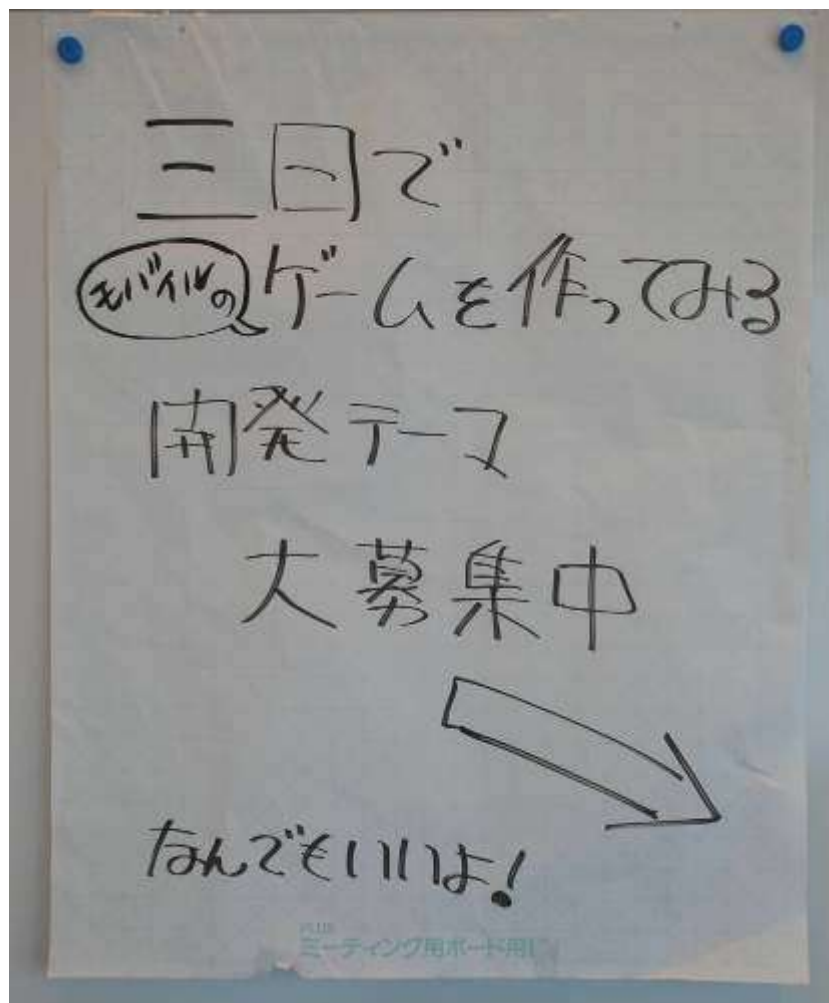 三日で
モバイルのゲームを作ってみる
開発テーマ
大募集中
なんでもいいよ!
PLUS
ミーティング用ボード用